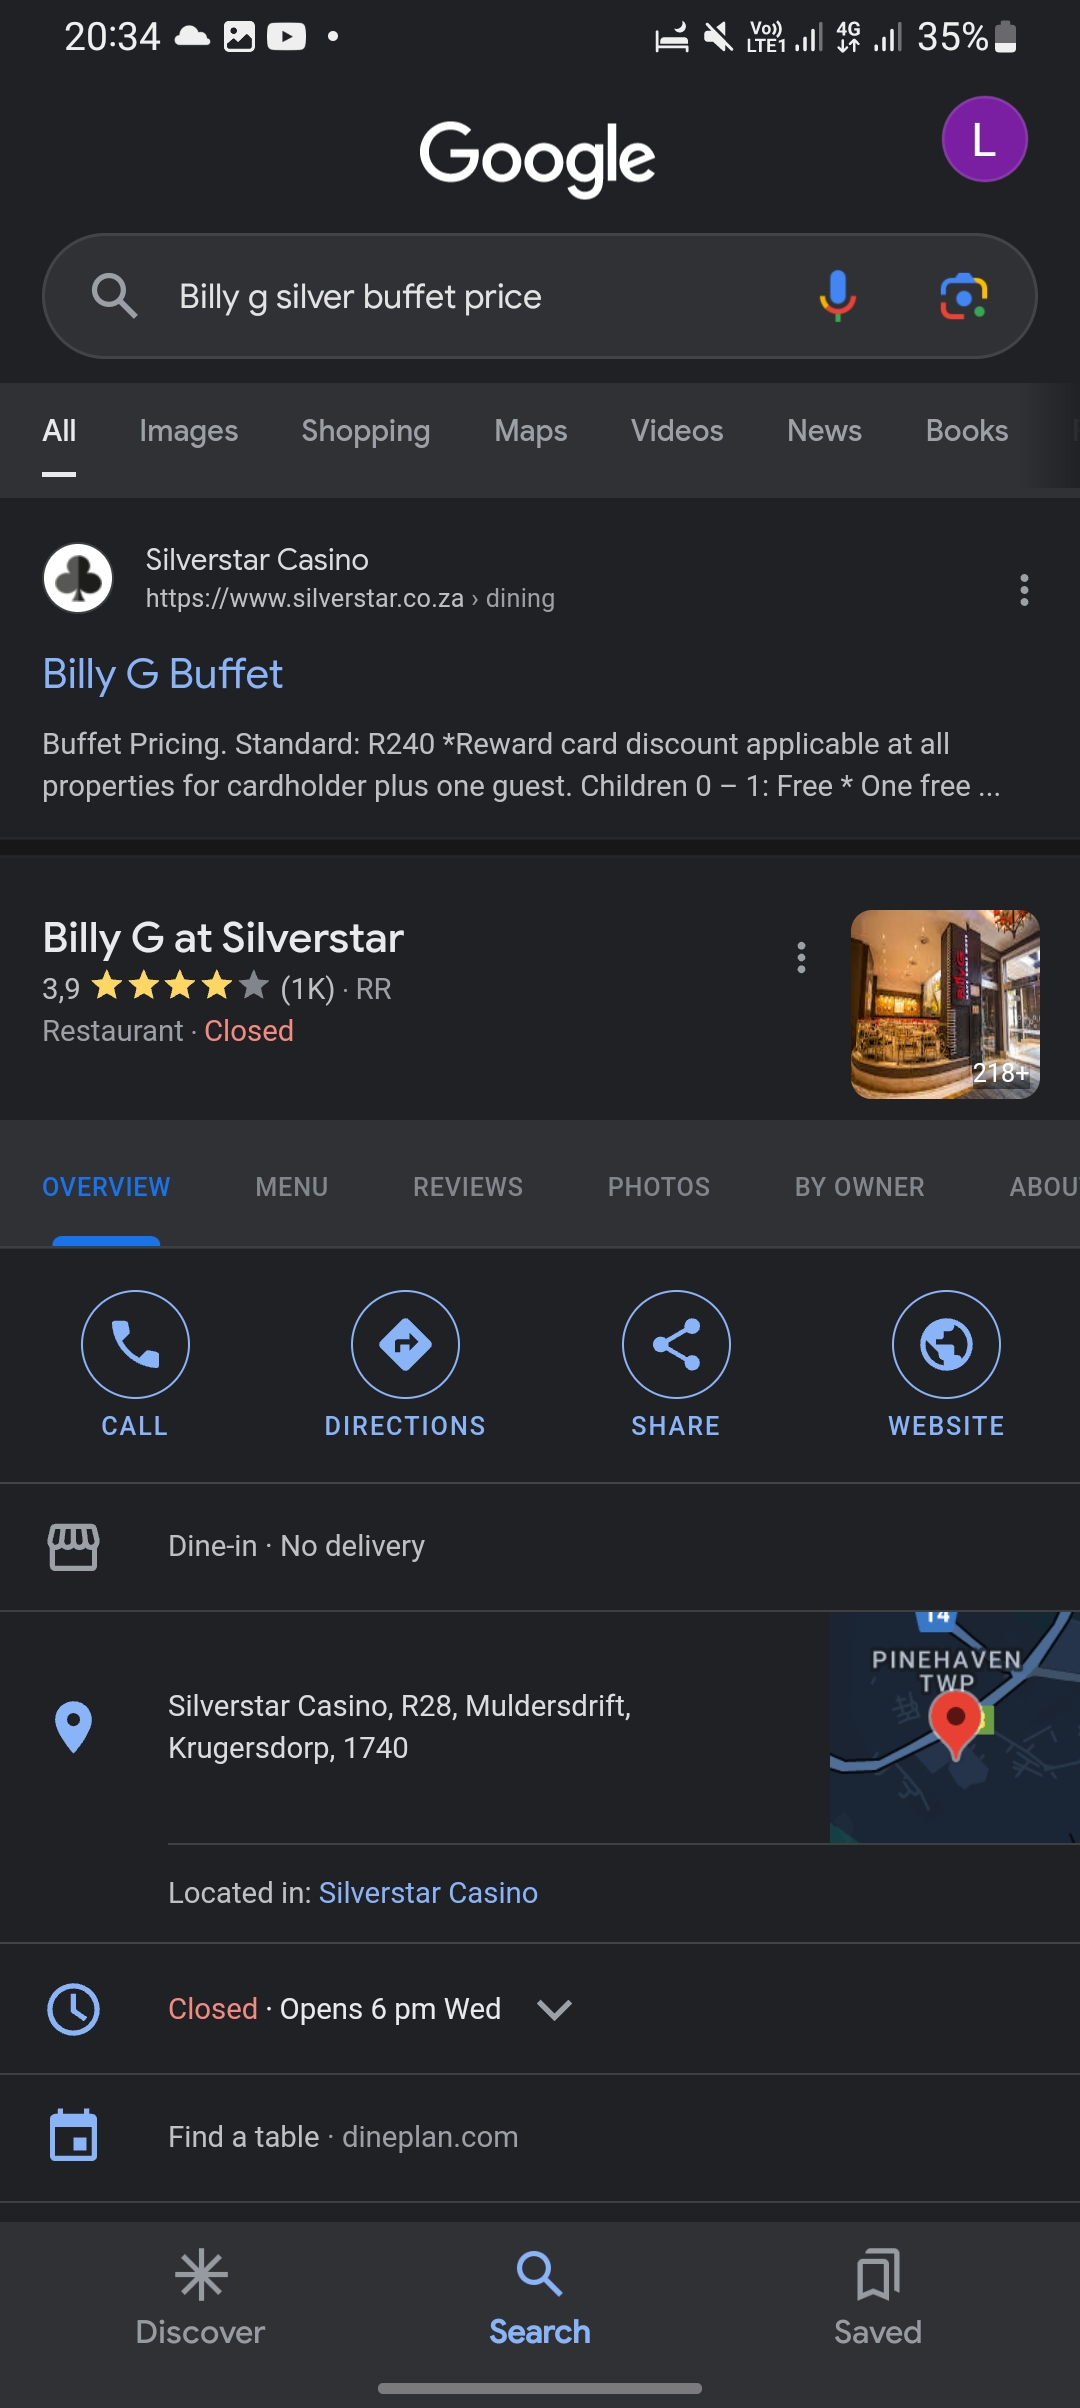 20:34
Vo))
LTE1
4G
35%
Google
L
Billy g silver buffet price
All Images Shopping Maps Videos News Books
Silverstar Casino
https://www.silverstar.co.za › dining
Billy G Buffet
Buffet Pricing. Standard: R240 *Reward card discount applicable at all
properties for cardholder plus one guest. Children 0 – 1: Free * One free ...
Billy G at Silverstar
3,9 (1K) · RR
Restaurant · Closed
218+
OVERVIEW MENU REVIEWS PHOTOS BY OWNER ABOU
CALL DIRECTIONS SHARE WEBSITE
Dine-in · No delivery
14
PINEHAVEN
TWP
Silverstar Casino, R28, Muldersdrift,
Krugersdorp, 1740
Located in: Silverstar Casino
Closed · Opens 6 pm Wed
Find a table · dineplan.com
Discover Search Saved